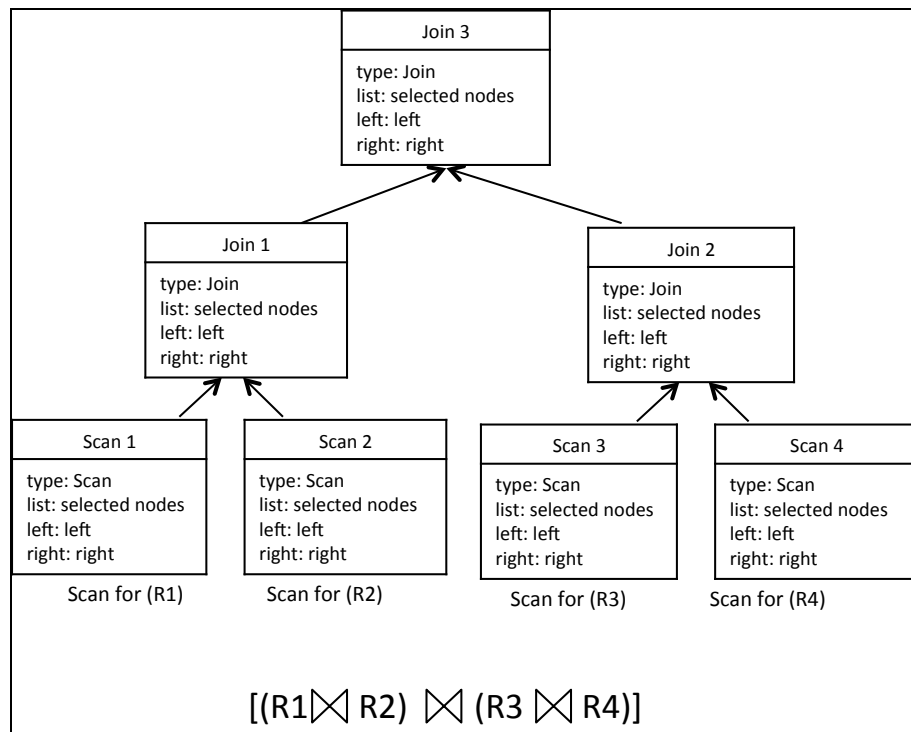 Join 3
type: Join
list: selected nodes
left: left
right: right
Join 1
type: Join
list: selected nodes
left: left
right: right
Join 2
type: Join
list: selected nodes
left: left
right: right
Scan 1
type: Scan
list: selected nodes
left: left
right: right
Scan 2
type: Scan
list: selected nodes
left: left
right: right
Scan 3
type: Scan
list: selected nodes
left: left
right: right
Scan 4
type: Scan
list: selected nodes
left: left
right: right
Scan for (R1)
Scan for (R2)
Scan for (R3)
Scan for (R4)
[(R1 ⋈ R2) ⋈ (R3 ⋈ R4)]